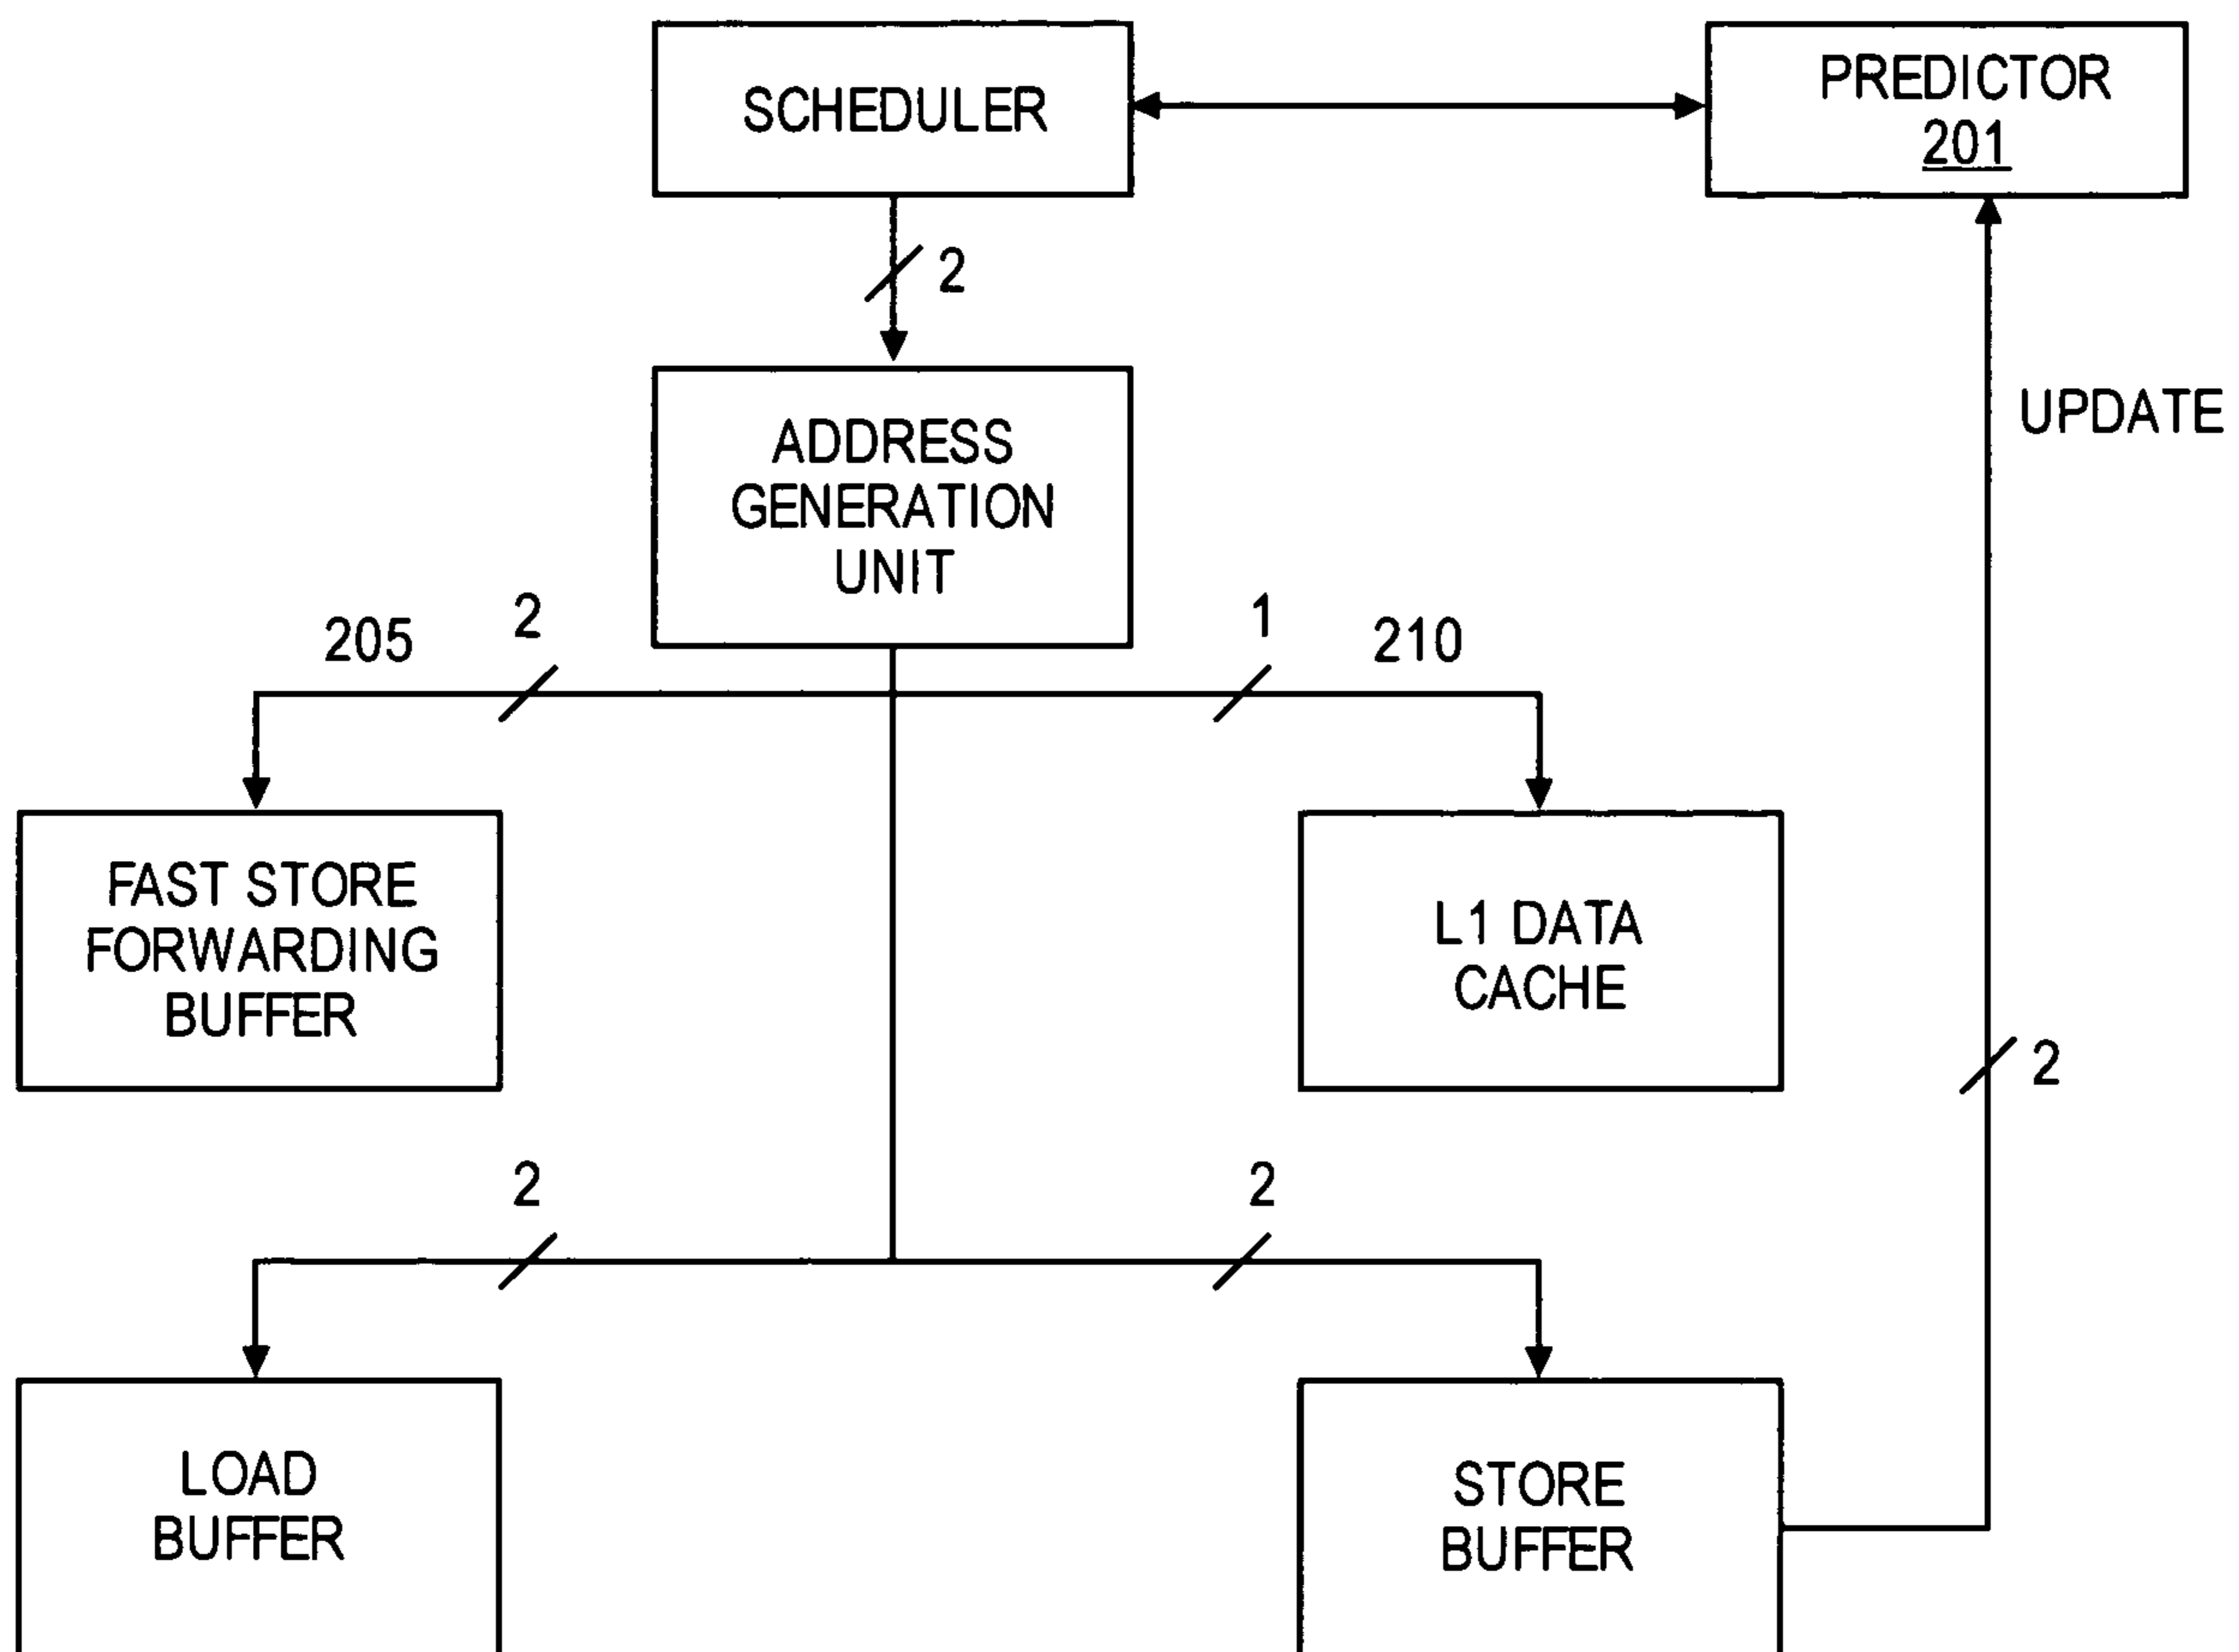 SCHEDULER
PREDICTOR
201
2
ADDRESS
GENERATION
UNIT
UPDATE
205
2
1
210
FAST STORE
FORWARDING
BUFFER
L1 DATA
CACHE
2
2
2
LOAD
BUFFER
STORE
BUFFER